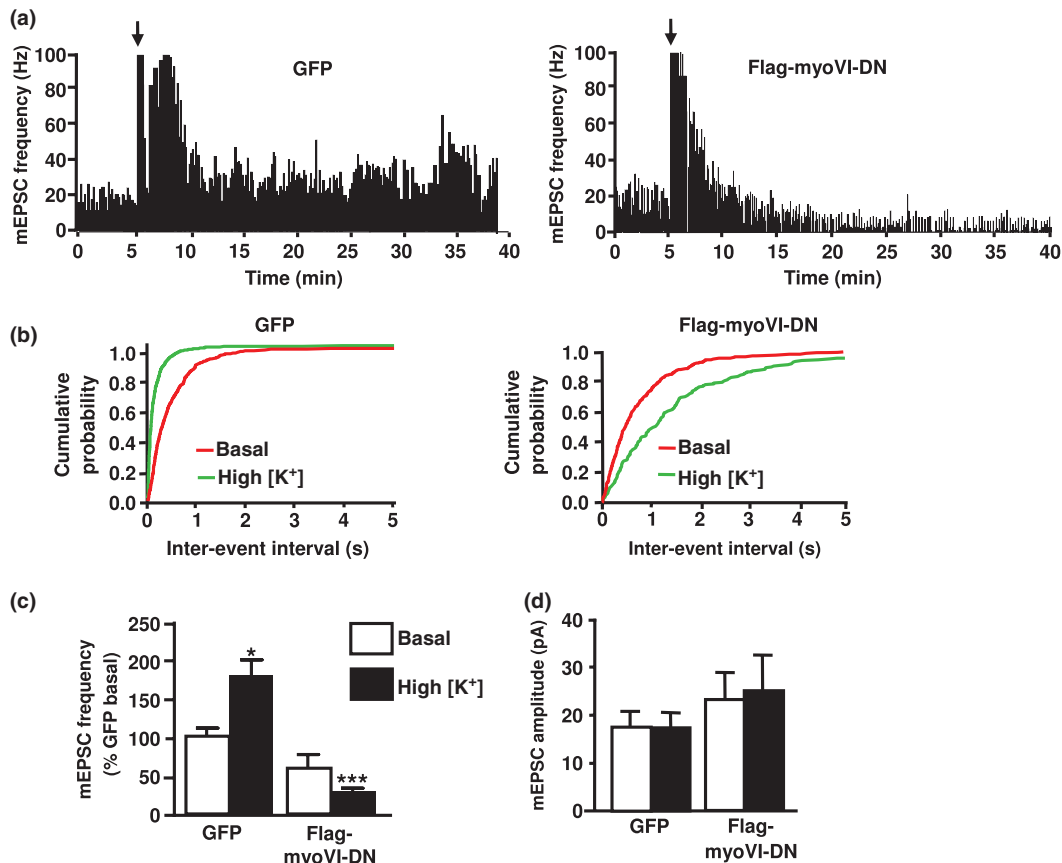 (a)
GFP
mEPSC frequency (Hz)
100
80
60
40
20
0
0 5 10 15 20 25 30 35 40
Time (min)
Flag-myoVI-DN
mEPSC frequency (Hz)
100
80
60
40
20
0
0 5 10 15 20 25 30 35 40
Time (min)
(b)
GFP
Cumulative
probability
1.0
0.8
0.6
0.4
0.2
0.0
Basal
High [K+]
0 1 2 3 4 5
Inter-event interval (s)
Flag-myoVI-DN
Cumulative
probability
1.0
0.8
0.6
0.4
0.2
0.0
Basal
High [K+]
0 1 2 3 4 5
Inter-event interval (s)
(c)
mEPSC frequency
(% GFP basal)
250
200
150
100
50
0
*
***
Basal
High [K+]
GFP
Flag-
myoVI-DN
(d)
mEPSC amplitude (pA)
40
30
20
10
0
GFP
Flag-
myoVI-DN